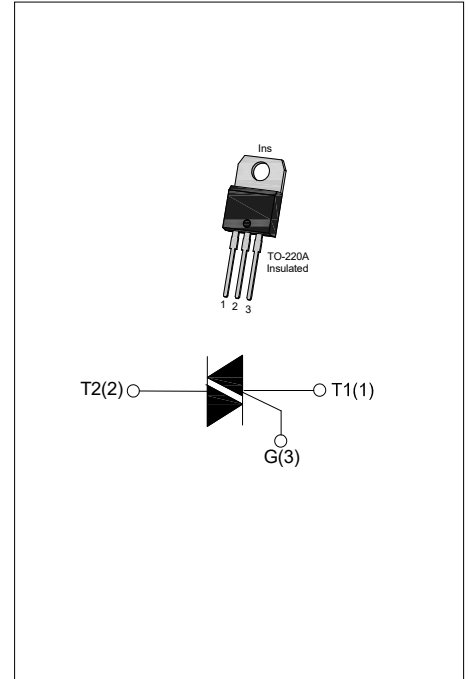 Ins
TO-220A
Insulated
1 2 3
T2(2)
T1(1)
G(3)